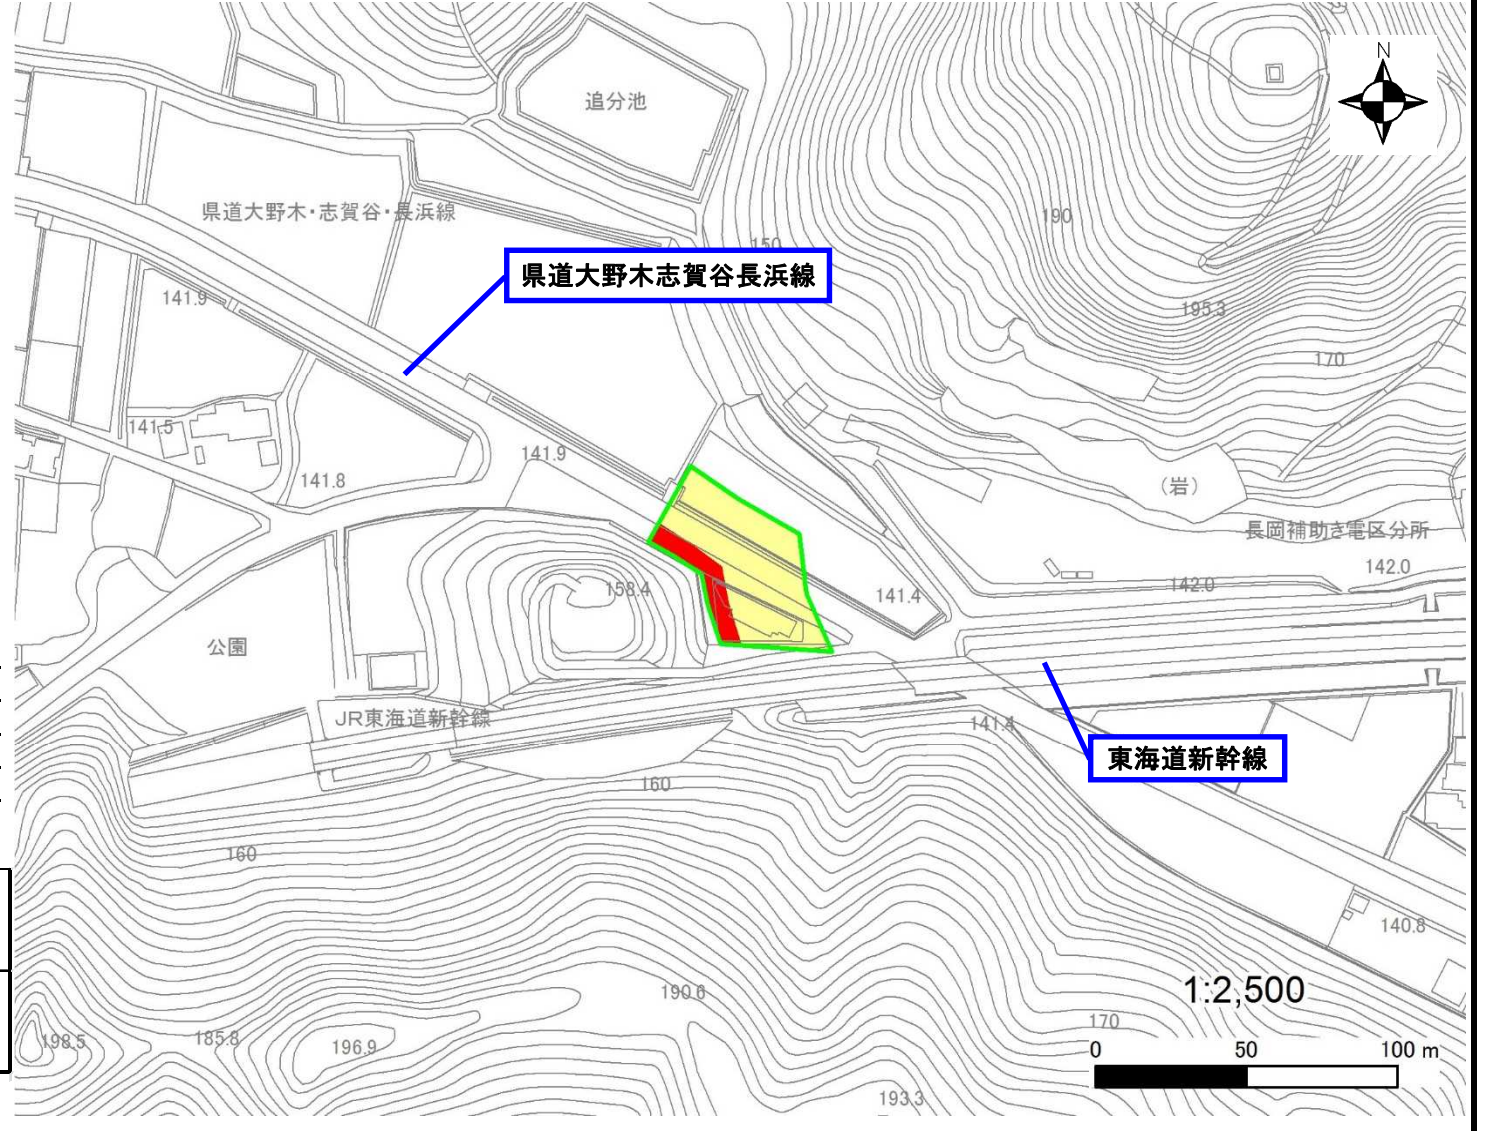 N
追分池
県道大野木・志賀谷・長浜線
190
150
県道大野木志賀谷長浜線
141.9
195.3
170
141.5
141.9
141.8
(岩)
長岡補助き電区分所
142.0
142.0
158.4
141.4
公園
JR東海道新幹線
141.4
東海道新幹線
160
160
140.8
190.6
1:2,500
170
198.5
185.8
196.9
0 50 100 m
193.3